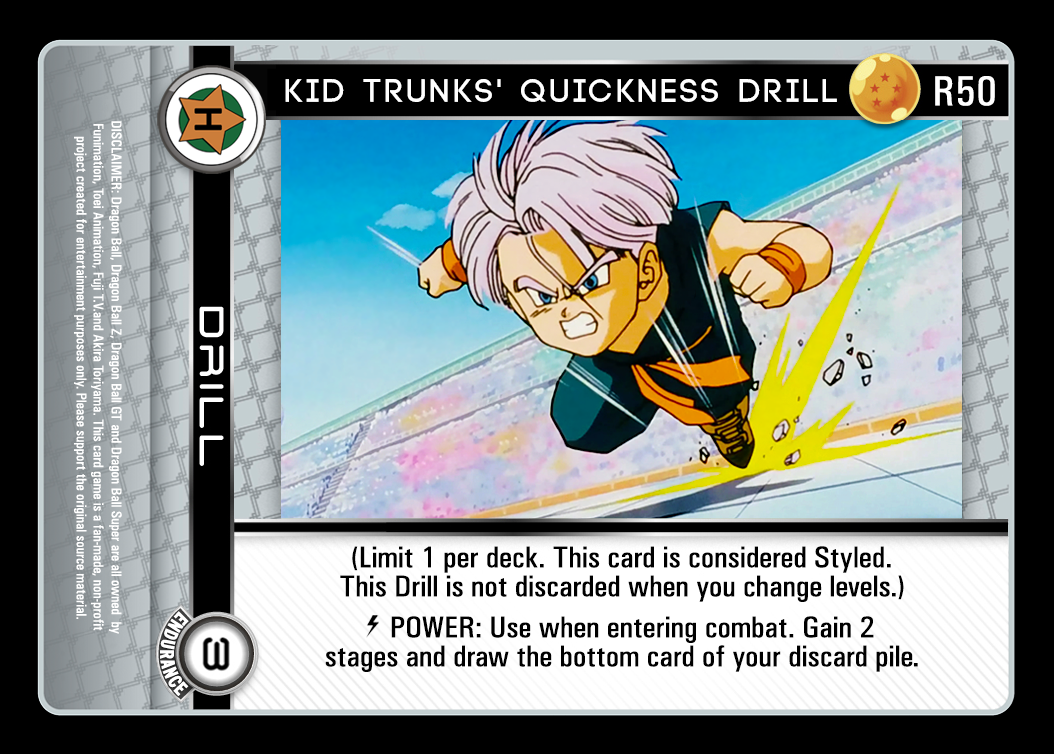 KID TRUNKS' QUICKNESS DRILL
R50
H
DRILL
DISCLAIMER: Dragon Ball, Dragon Ball Z, Dragon Ball GT and Dragon Ball Super are all owned by
Funimation, Toei Animation, Fuji T.V.and Akira Toriyama. This card game is a fan-made, non-profit
project created for entertainment purposes only. Please support the original source material.
(Limit 1 per deck. This card is considered Styled.
This Drill is not discarded when you change levels.)
POWER: Use when entering combat. Gain 2
stages and draw the bottom card of your discard pile.
ENDURANCE
3